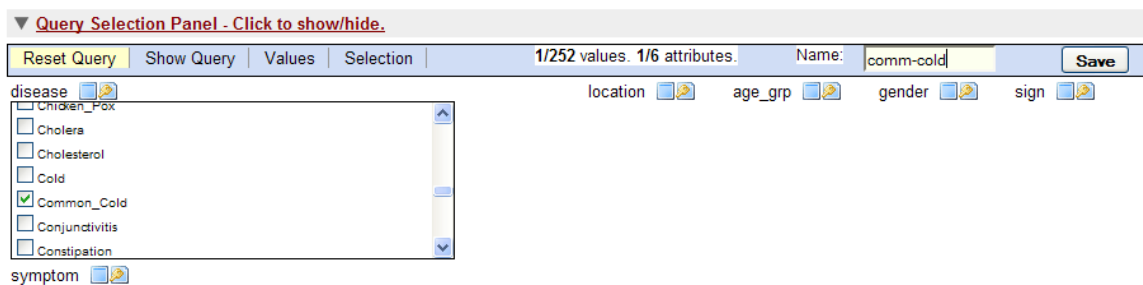 ▼ Query Selection Panel - Click to show/hide.
Reset Query | Show Query | Values | Selection | 1/252 values. 1/6 attributes. Name: comm-cold Save
disease location age_grp gender sign
Chicken_Pox
Cholera
Cholesterol
Cold
Common_Cold
Conjunctivitis
Constipation
symptom